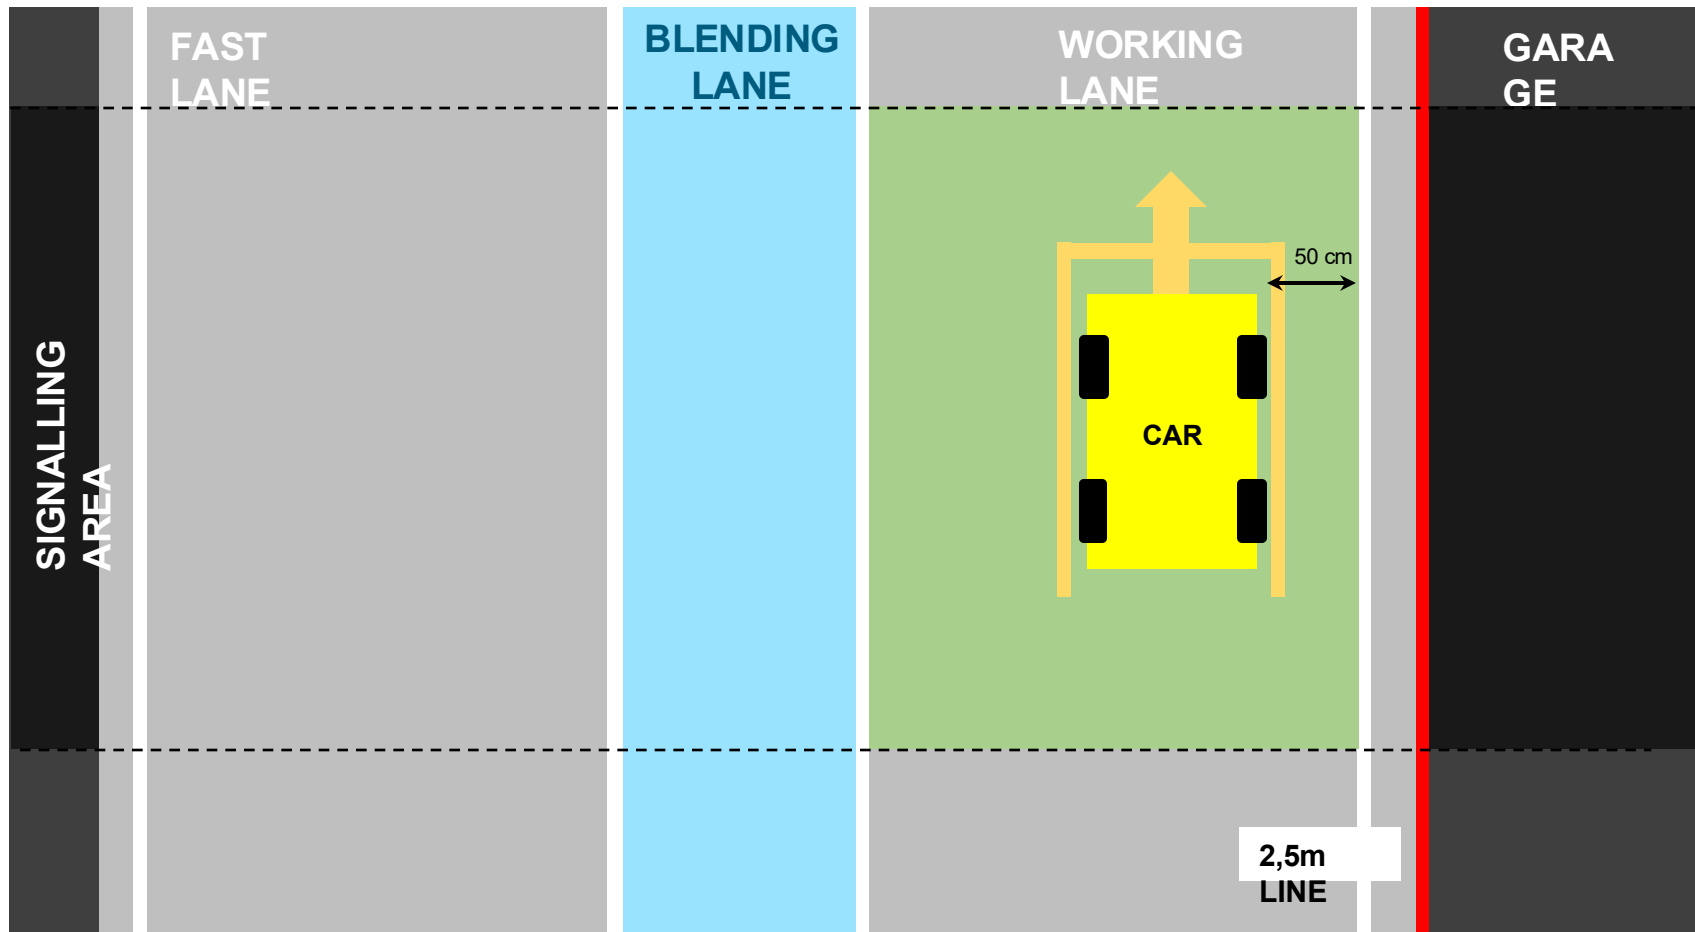 FAST
LANE
BLENDING
LANE
WORKING
LANE
GARA
GE
50 cm
SIGNALLING
AREA
CAR
2,5m
LINE